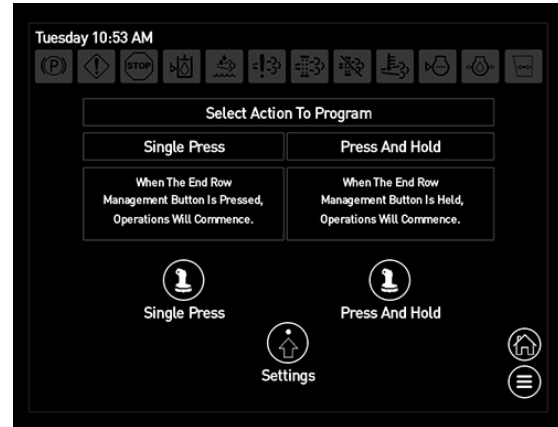 Tuesday 10:53 AM
P
STOP
Select Action To Program
Single Press
Press And Hold
When The End Row
Management Button Is Pressed,
Operations Will Commence.
When The End Row
Management Button Is Held,
Operations Will Commence.
Single Press
Press And Hold
Settings